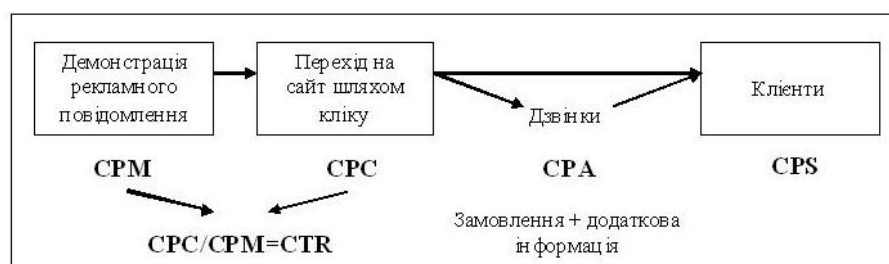 Демонстрація
рекламного
повідомлення
Перехід на
сайт шляхом
кліку
Дзвінки
Клієнти
CPM
CPC
CPA
CPS
CPC/CPM=CTR
Замовлення + додаткова
інформація